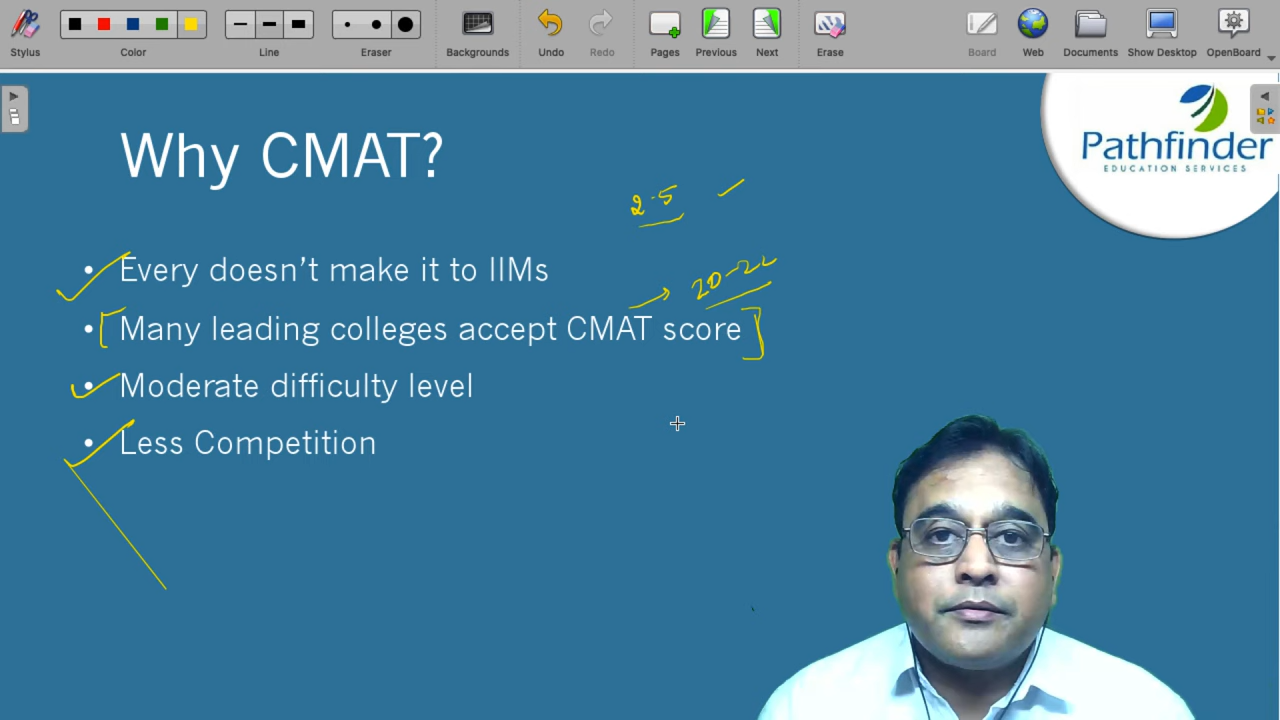 Stylus
Color
Line
Eraser
Backgrounds
Undo
Redo
Pages
Previous
Next
Erase
Board
Web
Documents
Show Desktop
OpenBoard
Pathfinder
EDUCATION SERVICES
Why CMAT?
2.5
• Every doesn't make it to IIMs
20-22
• Many leading colleges accept CMAT score
• Moderate difficulty level
• Less Competition